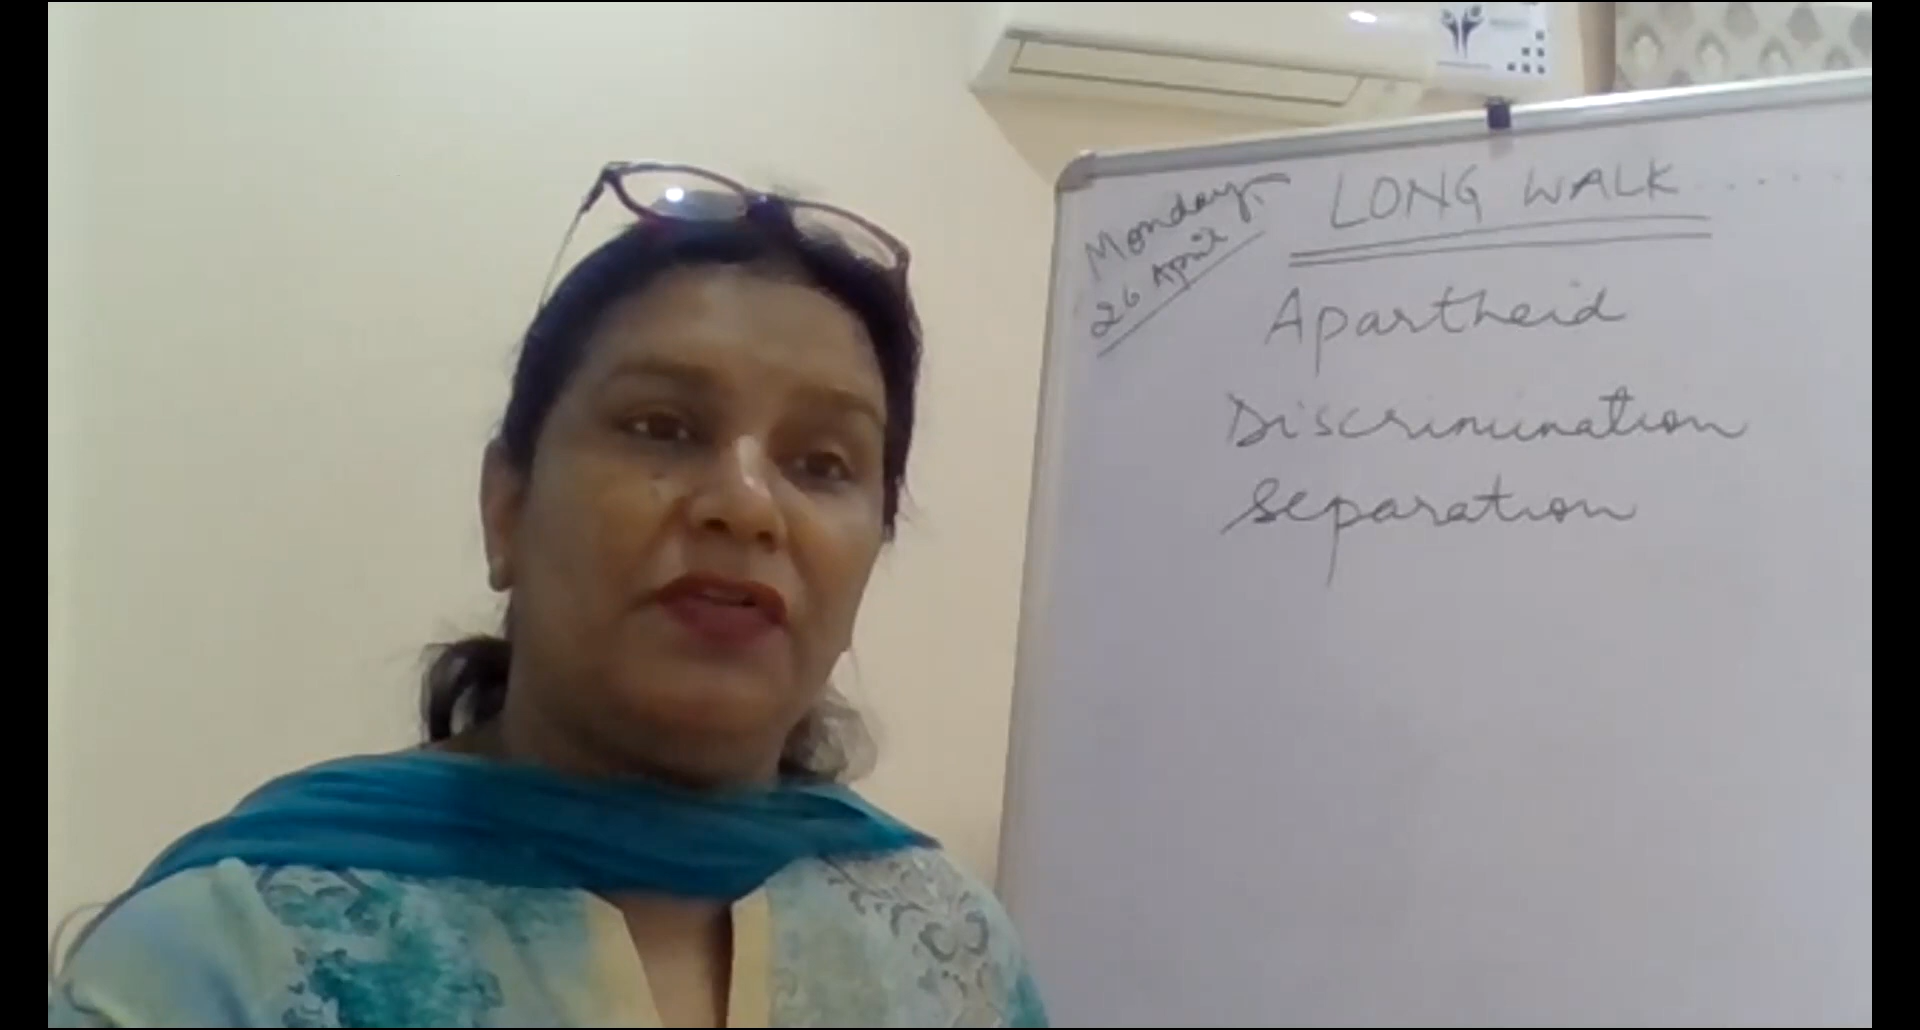 Monday,
26 April
LONG WALK . . . . .
Apartheid
Discrimination
Separation